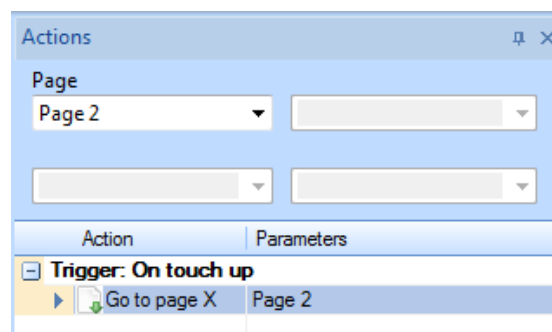 Actions
Page
Page 2
Action Parameters
Trigger: On touch up
Go to page X Page 2